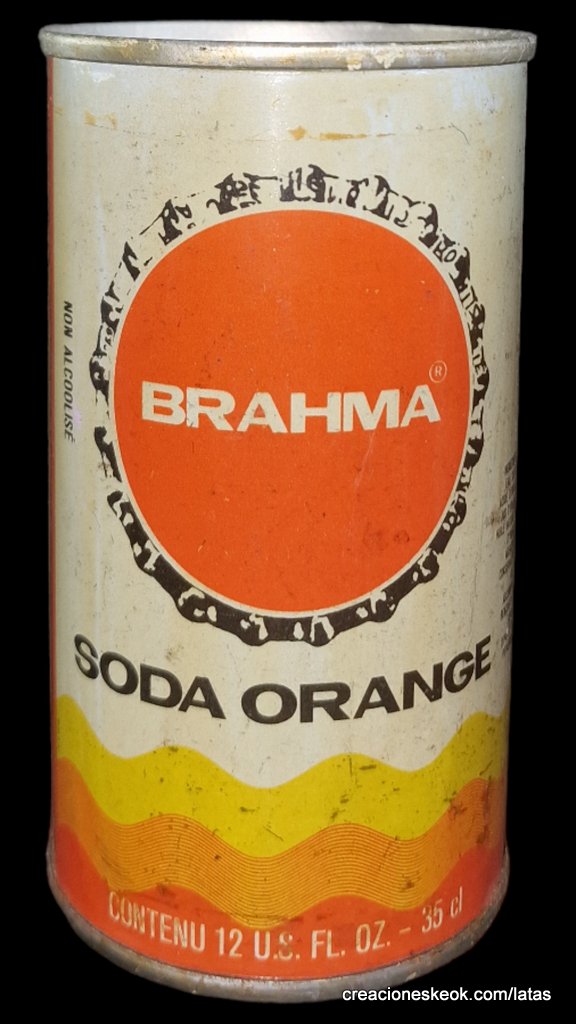 BRAHMA ®
NON ALCOOLISÉ
SODA ORANGE
CONTENU 12 U.S. FL. OZ. - 35 cl
creacioneskeok.com/latas